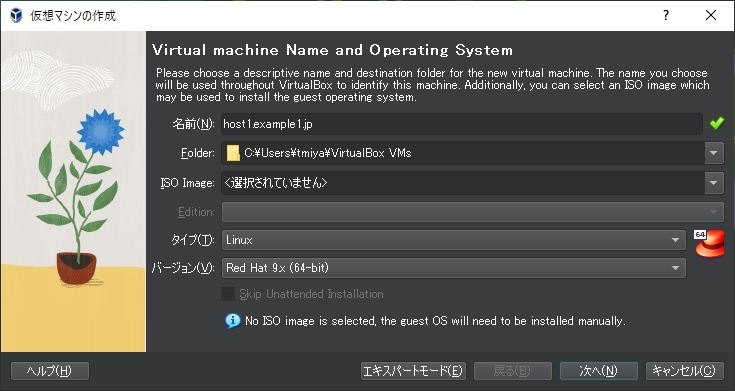 仮想マシンの作成
Virtual machine Name and Operating System
Please choose a descriptive name and destination folder for the new virtual machine. The name you choose
will be used throughout VirtualBox to identify this machine. Additionally, you can select an ISO image which
may be used to install the guest operating system.
名前(N): host1.example1.jp
Folder: C:¥Users¥tmiya¥VirtualBox VMs
ISO Image: <選択されていません>
Edition:
タイプ(T): Linux
64
バージョン(V): Red Hat 9.x (64-bit)
Skip Unattended Installation
No ISO image is selected, the guest OS will need to be installed manually.
ヘルプ(H) エキスパートモード(E) 戻る(B) 次へ(N) キャンセル(C)